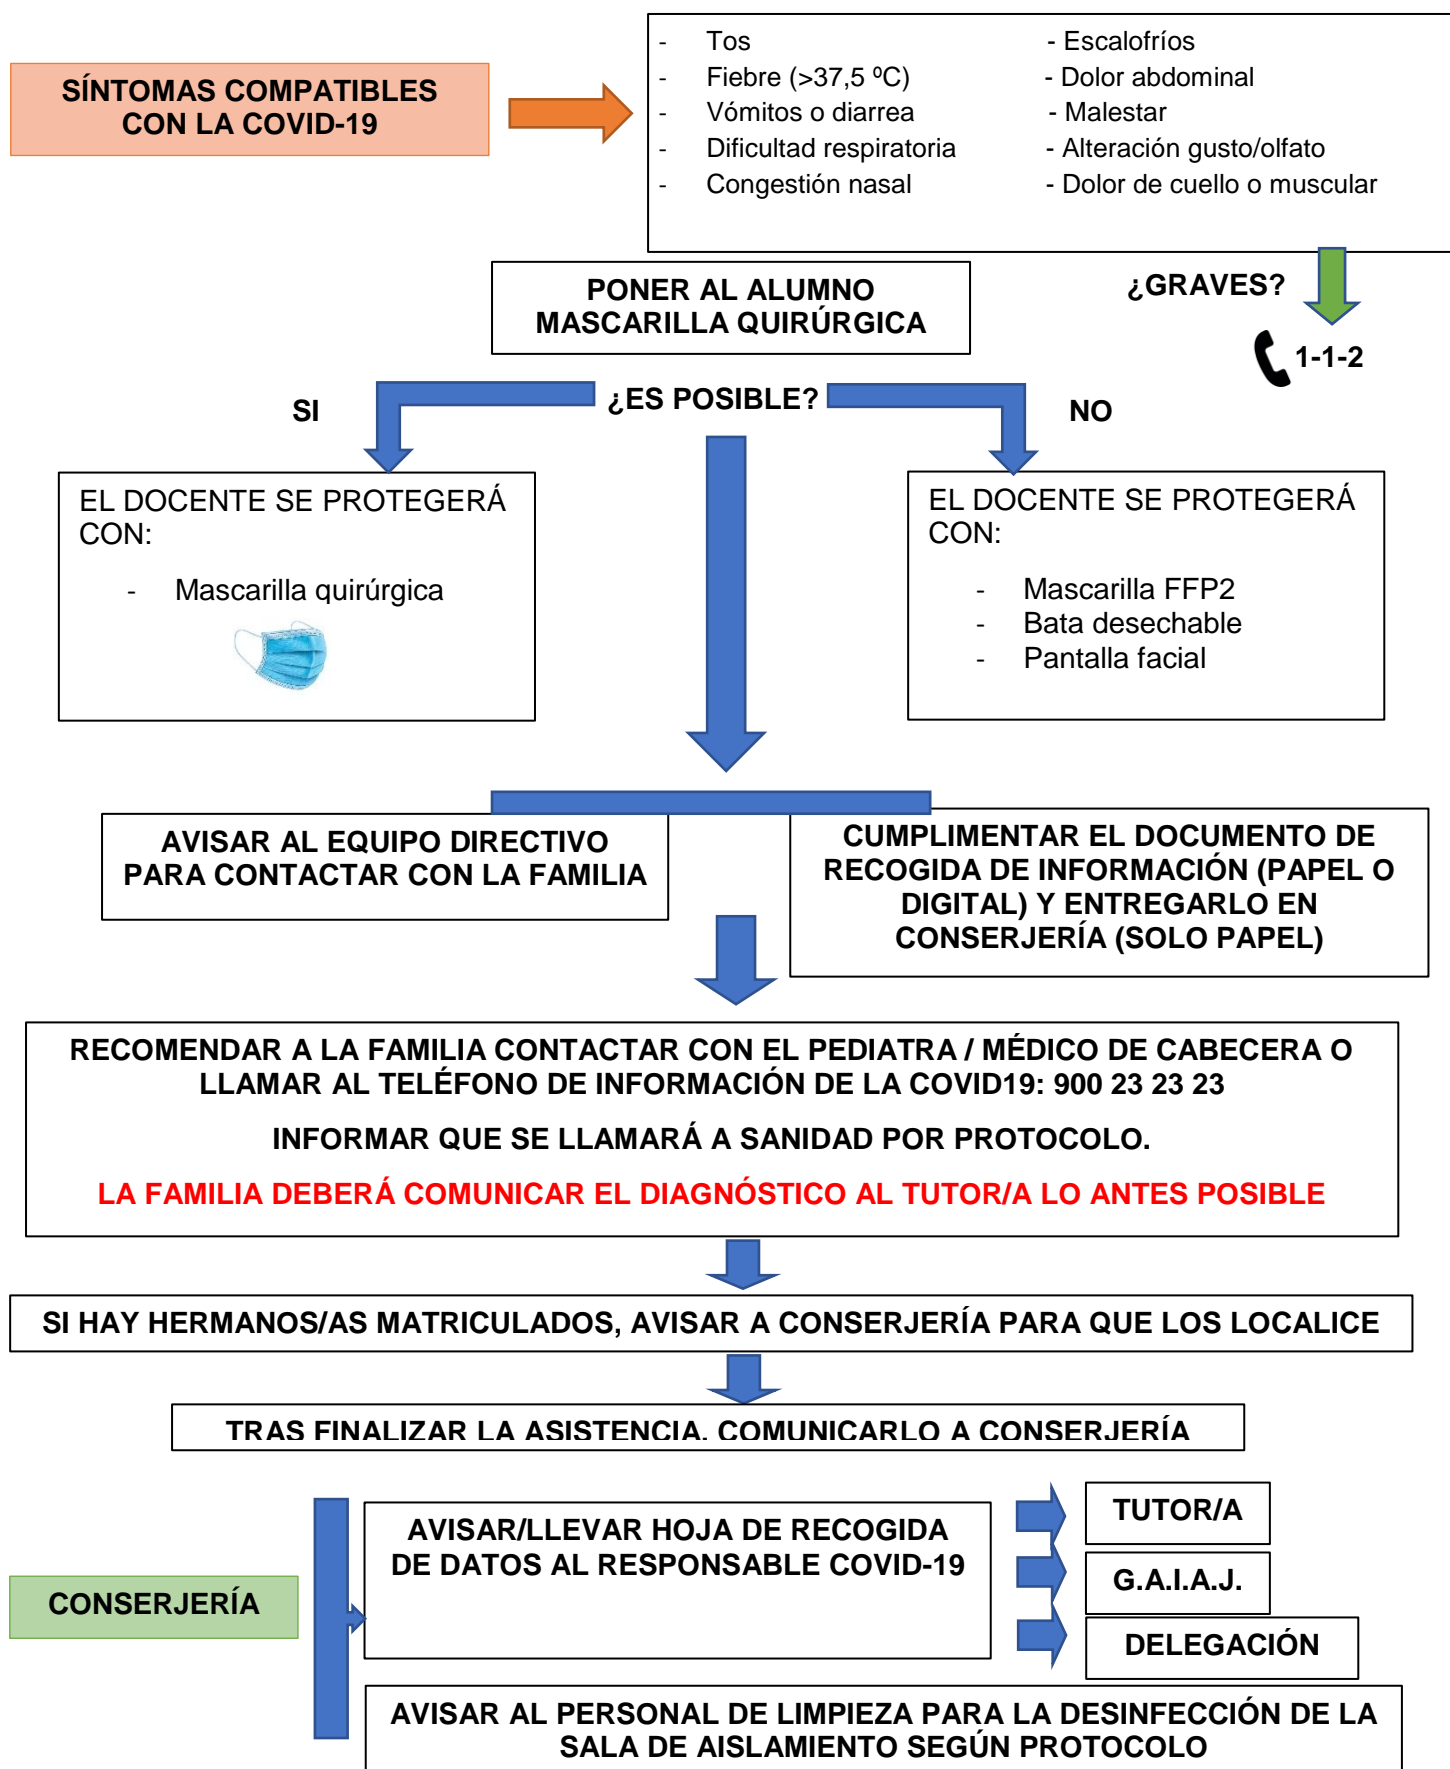 SÍNTOMAS COMPATIBLES
CON LA COVID-19
- Tos
- Fiebre (>37,5 ºC)
- Vómitos o diarrea
- Dificultad respiratoria
- Congestión nasal
- Escalofríos
- Dolor abdominal
- Malestar
- Alteración gusto/olfato
- Dolor de cuello o muscular
¿GRAVES?
1-1-2
PONER AL ALUMNO
MASCARILLA QUIRÚRGICA
¿ES POSIBLE?
SI
NO
EL DOCENTE SE PROTEGERÁ
CON:
- Mascarilla quirúrgica
EL DOCENTE SE PROTEGERÁ
CON:
- Mascarilla FFP2
- Bata desechable
- Pantalla facial
AVISAR AL EQUIPO DIRECTIVO
PARA CONTACTAR CON LA FAMILIA
CUMPLIMENTAR EL DOCUMENTO DE
RECOGIDA DE INFORMACIÓN (PAPEL O
DIGITAL) Y ENTREGARLO EN
CONSERJERÍA (SOLO PAPEL)
RECOMENDAR A LA FAMILIA CONTACTAR CON EL PEDIATRA / MÉDICO DE CABECERA O
LLAMAR AL TELÉFONO DE INFORMACIÓN DE LA COVID19: 900 23 23 23
INFORMAR QUE SE LLAMARÁ A SANIDAD POR PROTOCOLO.
LA FAMILIA DEBERÁ COMUNICAR EL DIAGNÓSTICO AL TUTOR/A LO ANTES POSIBLE
SI HAY HERMANOS/AS MATRICULADOS, AVISAR A CONSERJERÍA PARA QUE LOS LOCALICE
TRAS FINALIZAR LA ASISTENCIA, COMUNICARLO A CONSERJERÍA
CONSERJERÍA
AVISAR/LLEVAR HOJA DE RECOGIDA
DE DATOS AL RESPONSABLE COVID-19
TUTOR/A
G.A.I.A.J.
DELEGACIÓN
AVISAR AL PERSONAL DE LIMPIEZA PARA LA DESINFECCIÓN DE LA
SALA DE AISLAMIENTO SEGÚN PROTOCOLO